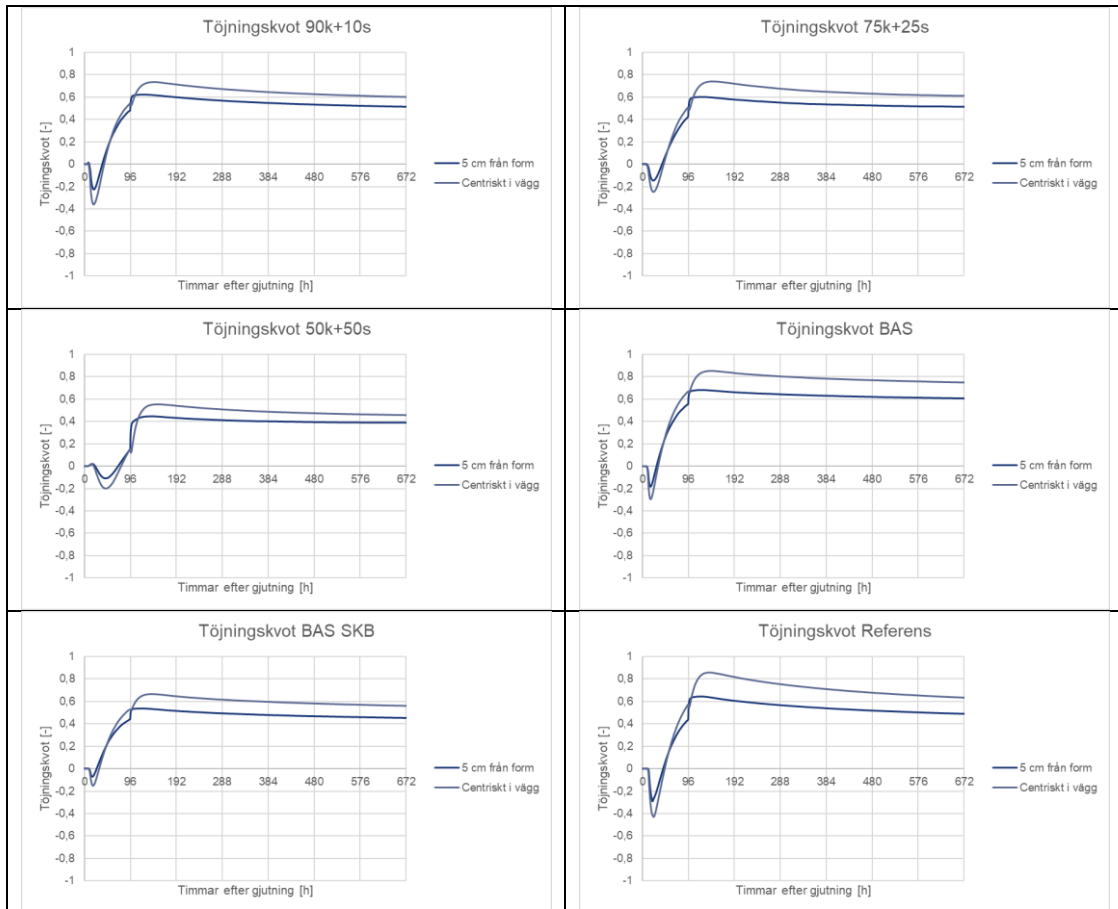 Töjningskvot 90k+10s
1
0,8
0,6
0,4
0,2
0
-0,2
-0,4
-0,6
-0,8
-1
0 96 192 288 384 480 576 672
Töjningskvot [-]
Timmar efter gjutning [h]
5 cm från form
Centriskt i vägg
Töjningskvot 75k+25s
1
0,8
0,6
0,4
0,2
0
-0,2
-0,4
-0,6
-0,8
-1
0 96 192 288 384 480 576 672
Töjningskvot [-]
Timmar efter gjutning [h]
5 cm från form
Centriskt i vägg
Töjningskvot 50k+50s
1
0,8
0,6
0,4
0,2
0
-0,2
-0,4
-0,6
-0,8
-1
0 96 192 288 384 480 576 672
Töjningskvot [-]
Timmar efter gjutning [h]
5 cm från form
Centriskt i vägg
Töjningskvot BAS
1
0,8
0,6
0,4
0,2
0
-0,2
-0,4
-0,6
-0,8
-1
0 96 192 288 384 480 576 672
Töjningskvot [-]
Timmar efter gjutning [h]
5 cm från form
Centriskt i vägg
Töjningskvot BAS SKB
1
0,8
0,6
0,4
0,2
0
-0,2
-0,4
-0,6
-0,8
-1
0 96 192 288 384 480 576 672
Töjningskvot [-]
Timmar efter gjutning [h]
5 cm från form
Centriskt i vägg
Töjningskvot Referens
1
0,8
0,6
0,4
0,2
0
-0,2
-0,4
-0,6
-0,8
-1
0 96 192 288 384 480 576 672
Töjningskvot [-]
Timmar efter gjutning [h]
5 cm från form
Centriskt i vägg